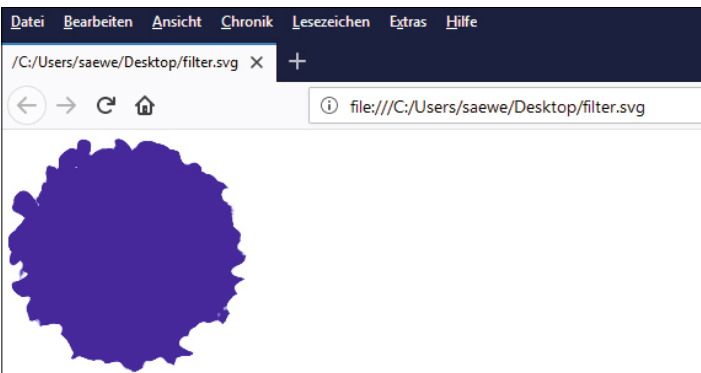 Datei Bearbeiten Ansicht Chronik Lesezeichen Extras Hilfe
/C:/Users/saewe/Desktop/filter.svg
file:///C:/Users/saewe/Desktop/filter.svg